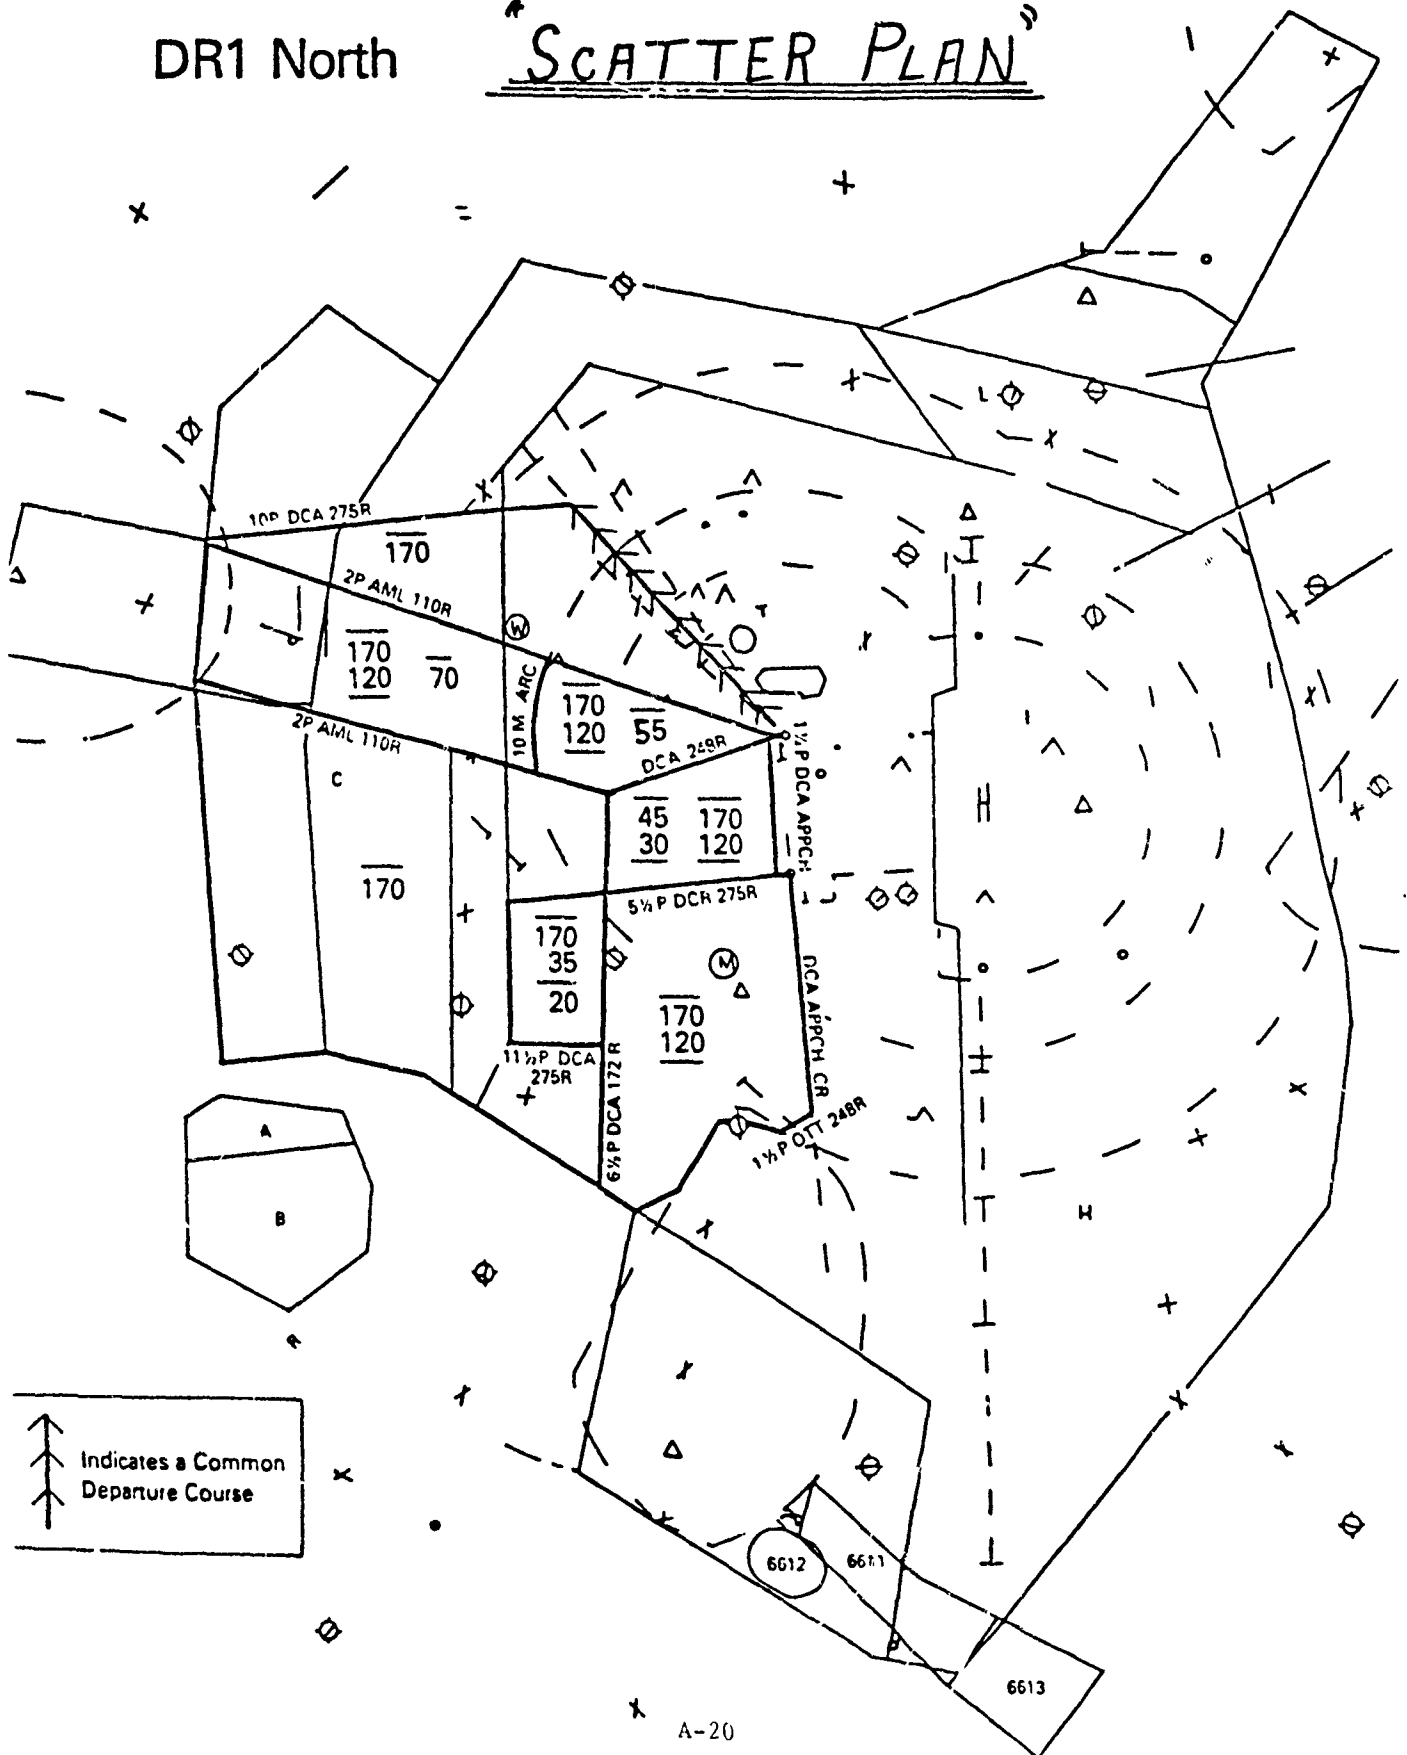 DR1 North
"SCATTER PLAN"
10P DCA 275R
170
2P AML 110R
170
120
70
W
10 M ARC
170
120
55
DCA 249R
1½P DCA APPCH
2P AML 110R
C
170
45
30
170
120
5½P DCR 275R
170
35
20
M
170
120
DCA APPCH CR
11½P DCA
275R
6½P DCA 172 R
1½P OTT 248R
A
B
H
H
Indicates a Common
Departure Course
6612
6611
6613
A-20